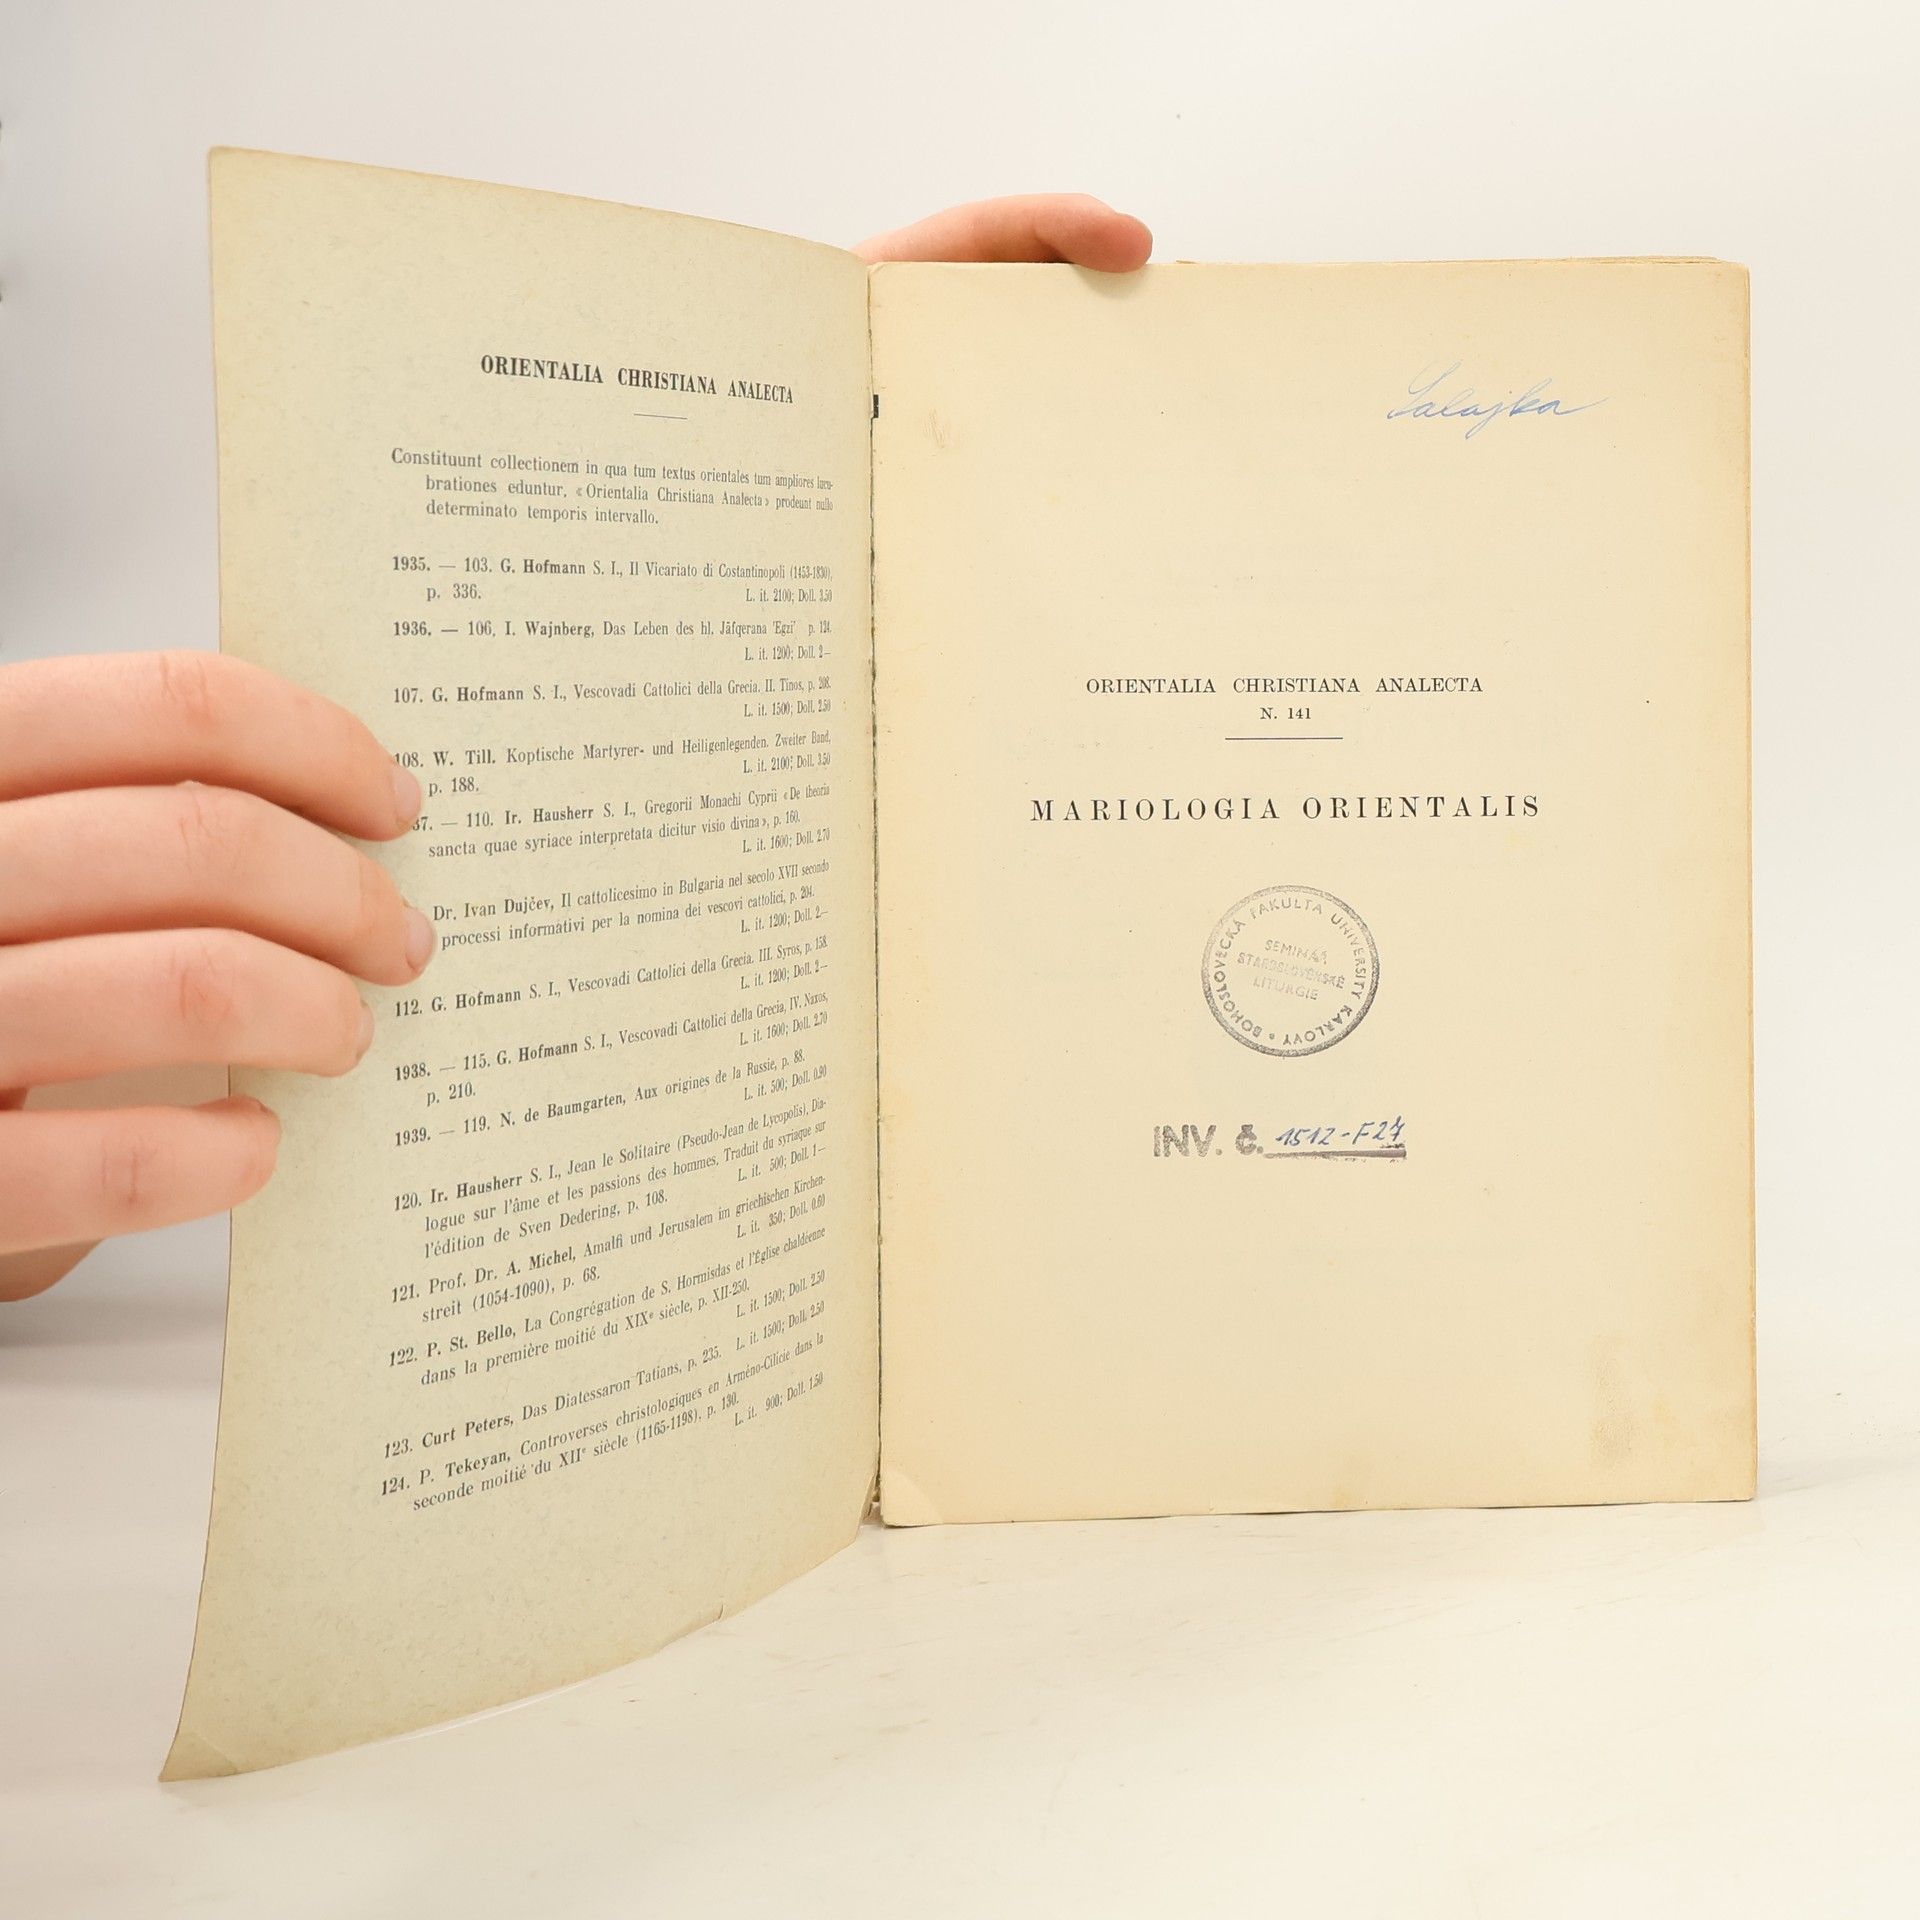 ORIENTALIA CHRISTIANA ANALECTA
Constituunt collectionem in qua tum textus orientales tum ampliores lucu-
brationes eduntur. «Orientalia Christiana Analecta» prodeunt nullo
determinato temporis intervallo.
1935. — 103. G. Hofmann S. I., Il Vicariato di Costantinopoli (1453-1830),
p. 336. L. it. 2100; Doll. 3.50
1936. — 106. I. Wajnberg, Das Leben des hl. Jāfqerana 'Egzi' p. 124.
L. it. 1200; Doll. 2—
107. G. Hofmann S. I., Vescovadi Cattolici della Grecia. II. Tinos, p. 208.
L. it. 1500; Doll. 2.50
108. W. Till. Koptische Martyrer- und Heiligenlegenden. Zweiter Band,
p. 188. L. it. 2100; Doll. 3.50
37. — 110. Ir. Hausherr S. I., Gregorii Monachi Cyprii «De theoria
sancta quae syriace interpretata dicitur visio divina», p. 160.
L. it. 1600; Doll. 2.70
Dr. Ivan Dujčev, Il cattolicesimo in Bulgaria nel secolo XVII secondo
processi informativi per la nomina dei vescovi cattolici, p. 204.
L. it. 1200; Doll. 2—
112. G. Hofmann S. I., Vescovadi Cattolici della Grecia. III. Syros, p. 158.
L. it. 1200; Doll. 2—
1938. — 115. G. Hofmann S. I., Vescovadi Cattolici della Grecia, IV. Naxos,
p. 210. L. it. 1600; Doll. 2.70
1939. — 119. N. de Baumgarten, Aux origines de la Russie, p. 88.
L. it. 500; Doll. 0.90
120. Ir. Hausherr S. I., Jean le Solitaire (Pseudo-Jean de Lycopolis), Dia-
logue sur l'âme et les passions des hommes. Traduit du syriaque sur
l'édition de Sven Dedering, p. 108. L. it. 500; Doll. 1—
121. Prof. Dr. A. Michel, Amalfi und Jerusalem im griechischen Kirchen-
streit (1054-1090), p. 68. L. it. 350; Doll. 0.60
122. P. St. Bello, La Congrégation de S. Hormisdas et l'Église chaldéenne
dans la première moitié du XIXe siècle, p. XII-250.
L. it. 1500; Doll. 2.50
123. Curt Peters, Das Diatessaron Tatians, p. 235. L. it. 1500; Doll. 2.50
124. P. Tekeyan, Controverses christologiques en Arméno-Cilicie dans la
seconde moitié du XIIe siècle (1165-1198), p. 130.
L. it. 900; Doll. 1.50
Salajka
ORIENTALIA CHRISTIANA ANALECTA
N. 141
MARIOLOGIA ORIENTALIS
BOHOSLOVECKÁ FAKULTA UNIVERSITY KARLOVY
SEMINÁŘ
STAROSLOVĚNSKÉ
LITURGIE
INV. č. 1512-F27